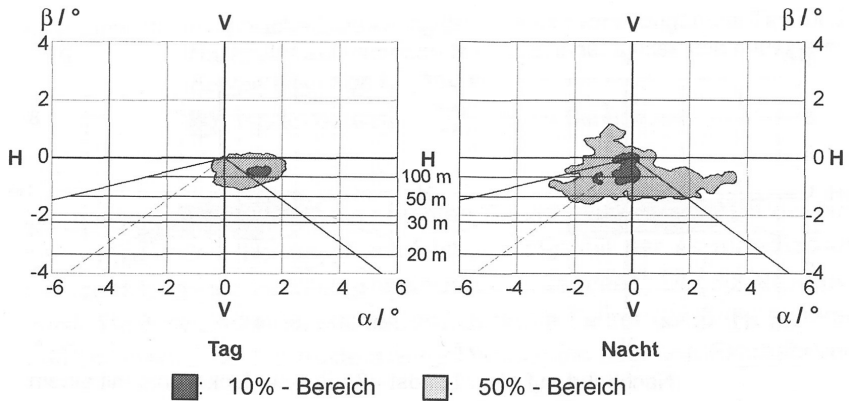 β/° V V β/°
4 4
2 2
H 0 H 0 H
100 m
-2 50 m -2
30 m
20 m
-4 -4
-6 -4 -2 0 2 4 6 -6 -4 -2 0 2 4 6
V α/° V α/°
Tag Nacht
: 10% - Bereich : 50% - Bereich